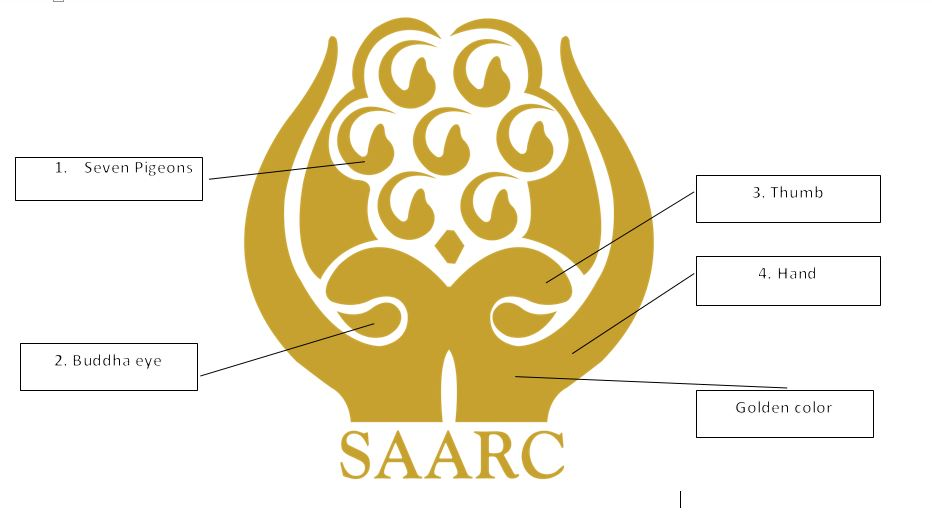 1. Seven Pigeons
3. Thumb
4. Hand
2. Buddha eye
Golden color
SAARC